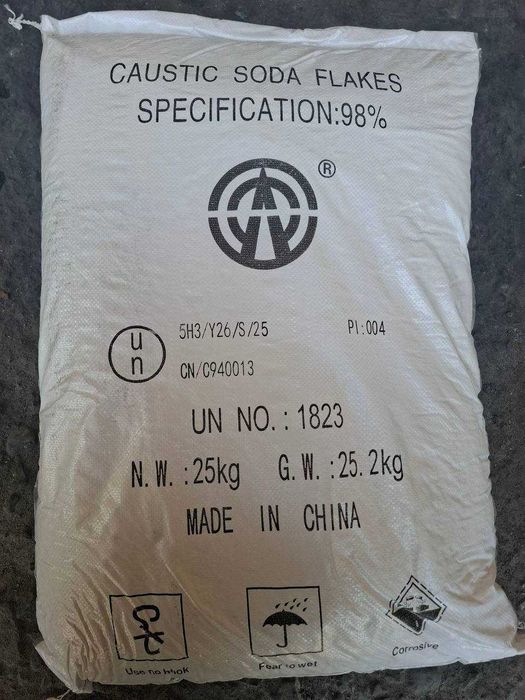 CAUSTIC SODA FLAKES
SPECIFICATION:98%
®
un
5H3/Y26/S/25 PI:004
CN/C940013
UN NO.: 1823
N.W.:25kg G.W.:25.2kg
MADE IN CHINA
Use no hook Fear to wet Corrosive